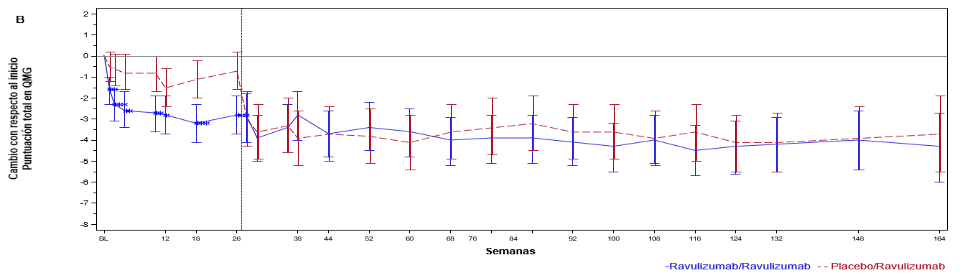 B
Cambio con respecto al inicio
Puntuación total en QMG
2
1
0
-1
-2
-3
-4
-5
-6
-7
-8
BL 12 18 26 36 44 52 60 68 76 84 92 100 108 116 124 132 148 164
Semanas
Ravulizumab/Ravulizumab Placebo/Ravulizumab